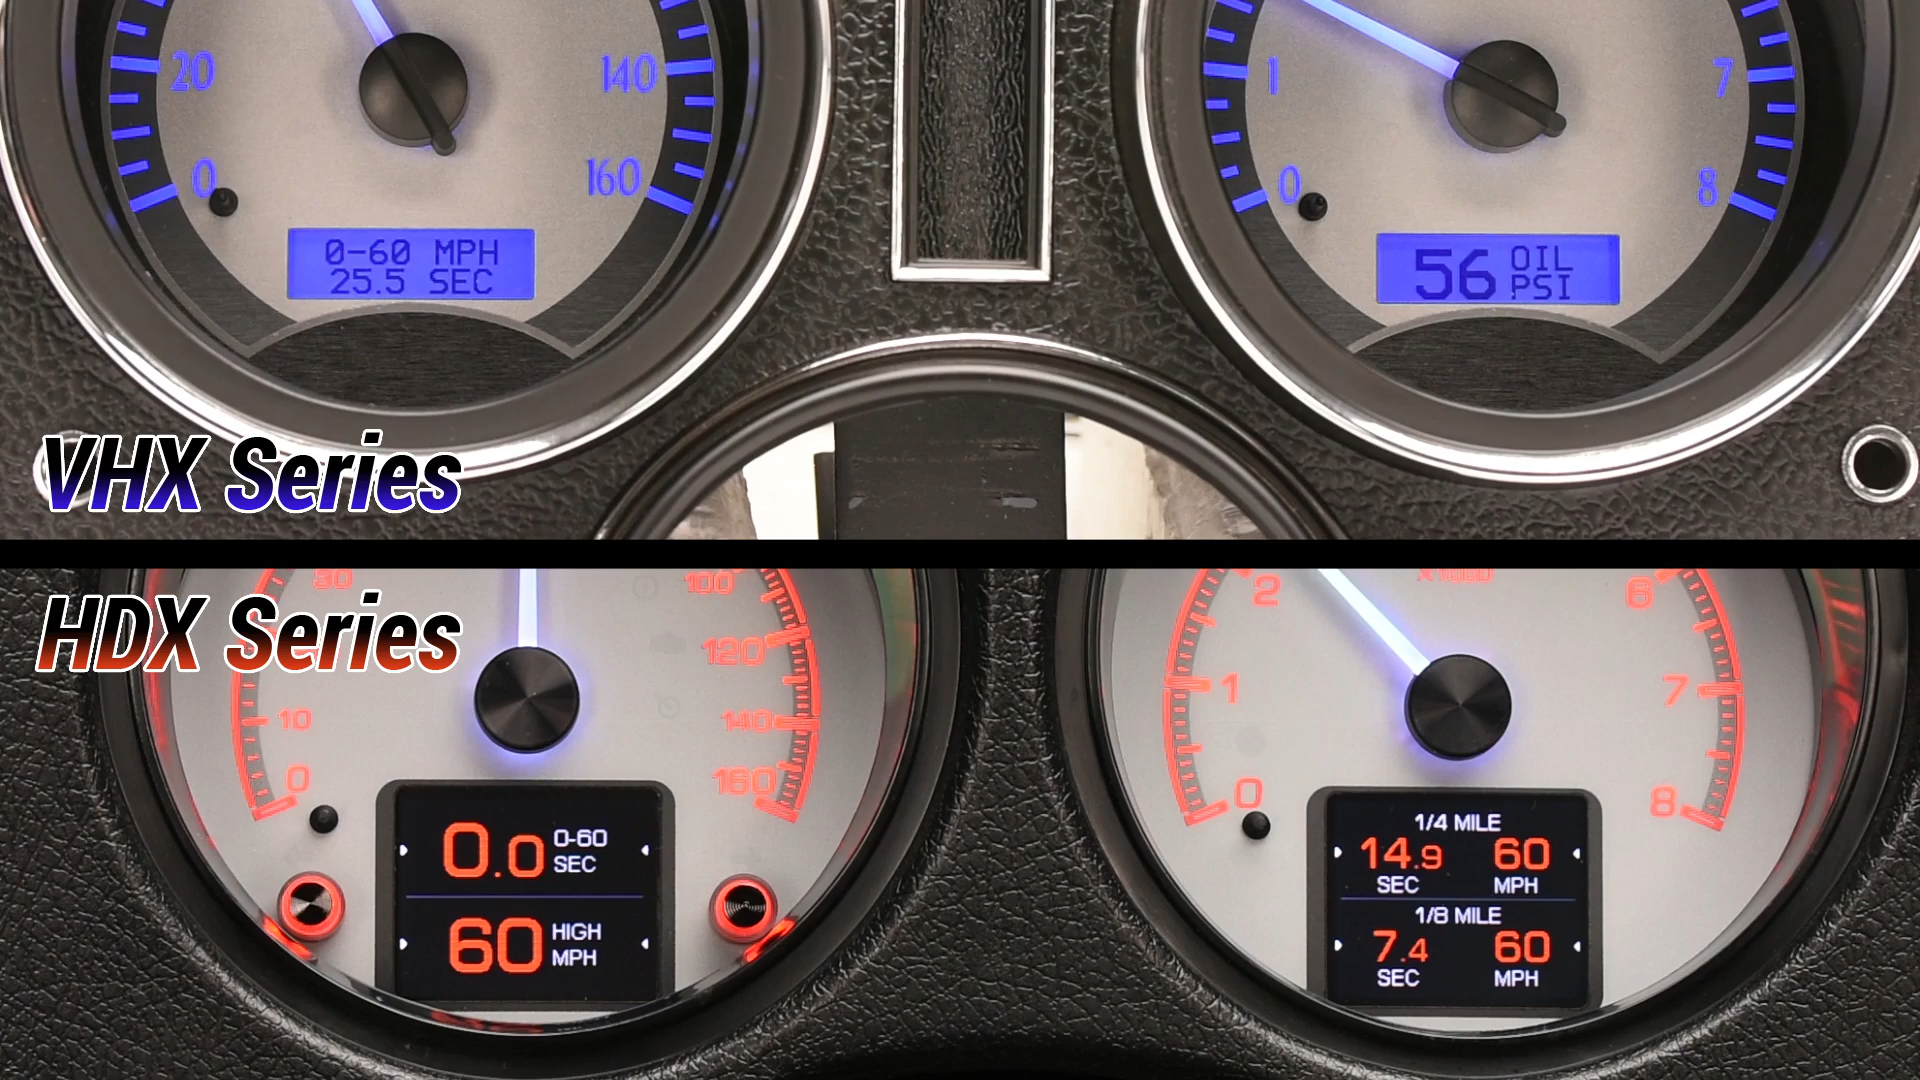 20
140
0
160
0-60 MPH
25.5 SEC
1
7
0
8
56 OIL
PSI
VHX Series
HDX Series
30
100
120
10
140
0
160
0.0 0-60
SEC
60 HIGH
MPH
X1000
2
6
1
7
0
8
1/4 MILE
14.9 60
SEC MPH
1/8 MILE
7.4 60
SEC MPH